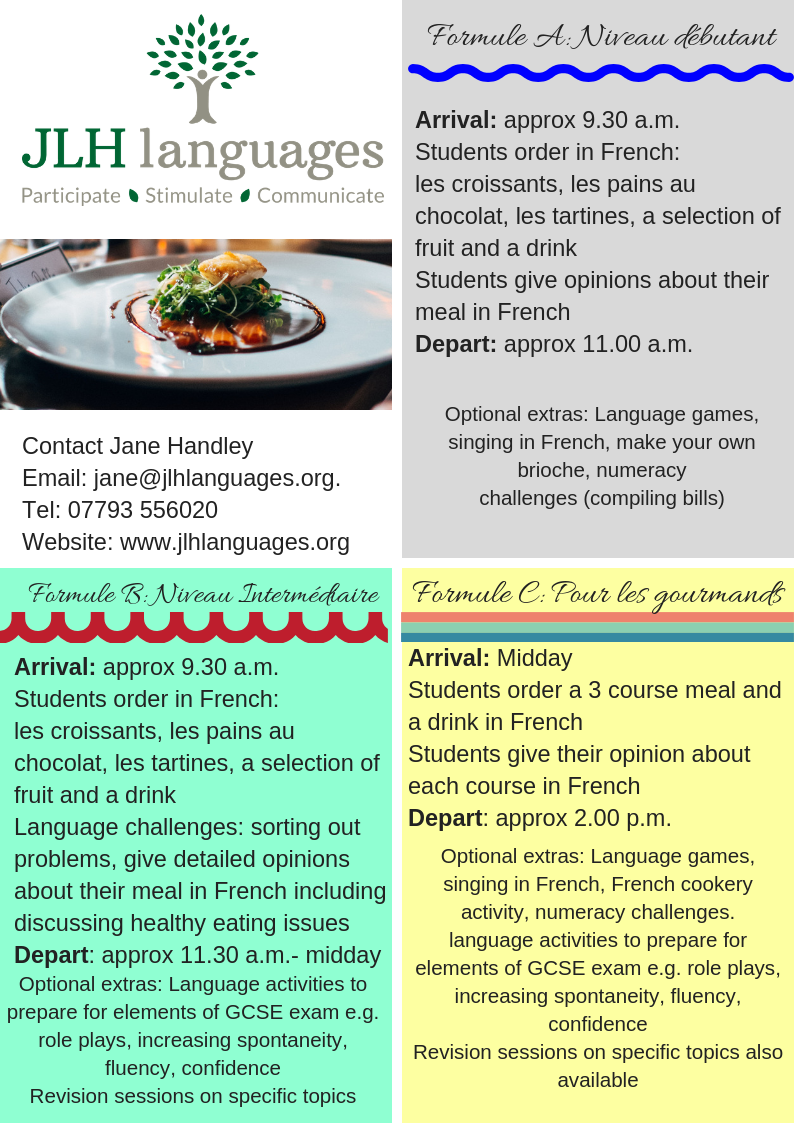 JLH languages
Participate Stimulate Communicate
Contact Jane Handley
Email: jane@jlhlanguages.org.
Tel: 07793 556020
Website: www.jlhlanguages.org
Formule A: Niveau débutant
Arrival: approx 9.30 a.m.
Students order in French:
les croissants, les pains au
chocolat, les tartines, a selection of
fruit and a drink
Students give opinions about their
meal in French
Depart: approx 11.00 a.m.
Optional extras: Language games,
singing in French, make your own
brioche, numeracy
challenges (compiling bills)
Formule B: Niveau Intermédiaire
Arrival: approx 9.30 a.m.
Students order in French:
les croissants, les pains au
chocolat, les tartines, a selection of
fruit and a drink
Language challenges: sorting out
problems, give detailed opinions
about their meal in French including
discussing healthy eating issues
Depart: approx 11.30 a.m.- midday
Optional extras: Language activities to
prepare for elements of GCSE exam e.g.
role plays, increasing spontaneity,
fluency, confidence
Revision sessions on specific topics
Formule C: Pour les gourmands
Arrival: Midday
Students order a 3 course meal and
a drink in French
Students give their opinion about
each course in French
Depart: approx 2.00 p.m.
Optional extras: Language games,
singing in French, French cookery
activity, numeracy challenges.
language activities to prepare for
elements of GCSE exam e.g. role plays,
increasing spontaneity, fluency,
confidence
Revision sessions on specific topics also
available